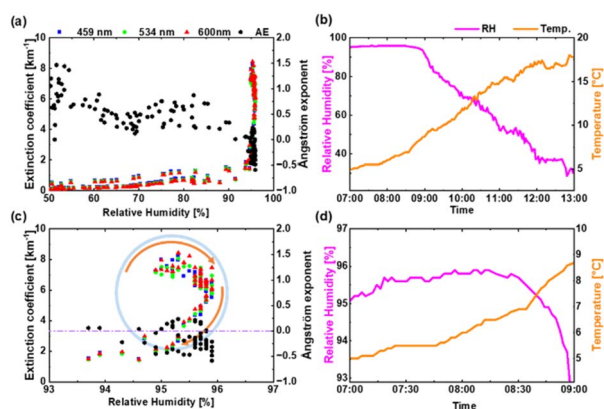 (a)
459 nm 534 nm 600nm AE
Extinction coefficient [km⁻¹]
10
8
6
4
2
0
2.0
1.5
1.0
0.5
0.0
-0.5
-1.0
Ångström exponent
50 60 70 80 90 100
Relative Humidity [%]
(b)
RH Temp.
Relative Humidity [%]
100
80
60
40
20
15
10
5
0
Temperature [°C]
07:00 08:00 09:00 10:00 11:00 12:00 13:00
Time
(c)
Extinction coefficient [km⁻¹]
10
8
6
4
2
0
2.0
1.5
1.0
0.5
0.0
-0.5
-1.0
Ångström exponent
93 95 96 97
Relative Humidity [%]
(d)
Relative Humidity [%]
97
96
95
94
93
10
9
8
7
6
5
4
Temperature [°C]
07:00 07:30 08:00 08:30 09:00
Time